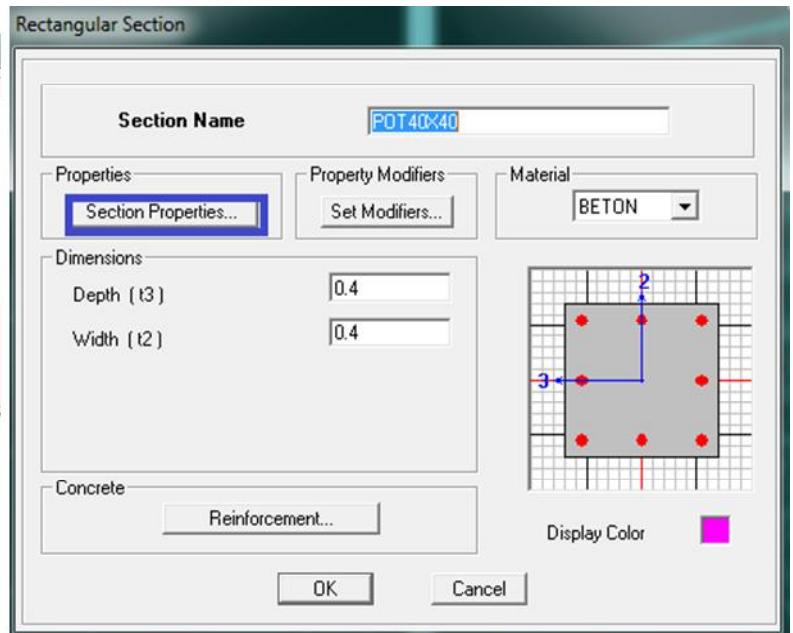 Rectangular Section
Section Name POT40X40
Properties
Section Properties...
Property Modifiers
Set Modifiers...
Material
BETON
Dimensions
Depth ( t3 ) 0.4
Width ( t2 ) 0.4
2
3
Concrete
Reinforcement...
Display Color
OK Cancel